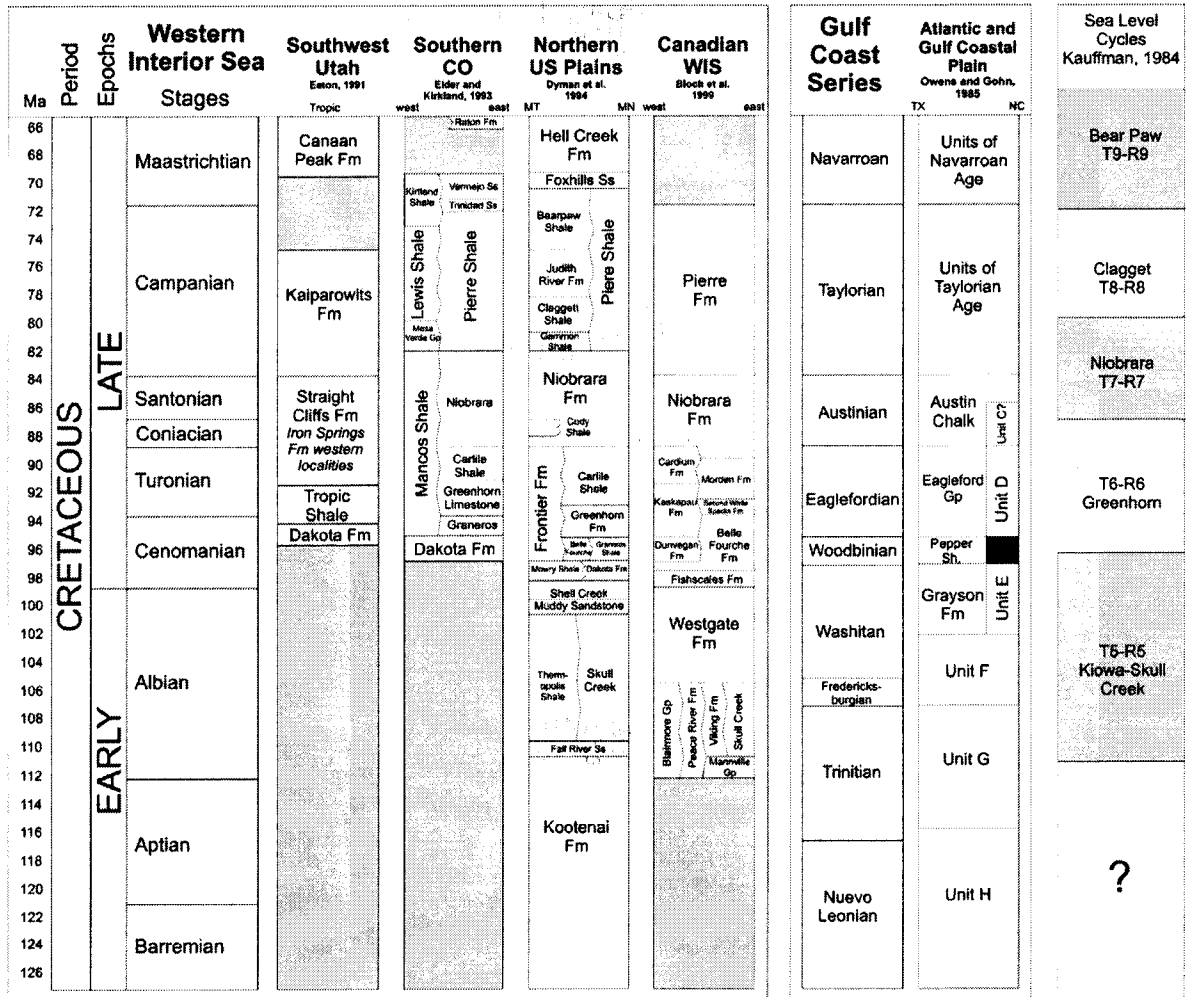 Ma
Period
Epochs
Western
Interior Sea
Stages
Southwest
Utah
Eaton, 1991
Tropic
Southern
CO
Elder and
Kirkland, 1993
west east
Northern
US Plains
Dyman et al.
1994
MT MN
Canadian
WIS
Bloch et al.
1999
west east
Gulf
Coast
Series
Atlantic and
Gulf Coastal
Plain
Owens and Gohn,
1985
TX NC
Sea Level
Cycles
Kauffman, 1984
66
68
70
72
74
76
78
80
82
84
86
88
90
92
94
96
98
100
102
104
106
108
110
112
114
116
118
120
122
124
126
CRETACEOUS
LATE
EARLY
Maastrichtian
Campanian
Santonian
Coniacian
Turonian
Cenomanian
Albian
Aptian
Barremian
Canaan
Peak Fm
Kaiparowits
Fm
Straight
Cliffs Fm
Iron Springs
Fm western
localities
Tropic
Shale
Dakota Fm
Raton Fm
Kirtland
Shale
Vermejo Ss
Trinidad Ss
Lewis Shale
Pierre Shale
Mesa
Verde Gp
Mancos Shale
Niobrara
Carlile
Shale
Greenhorn
Limestone
Graneros
Dakota Fm
Hell Creek
Fm
Foxhills Ss
Bearpaw
Shale
Judith
River Fm
Claggett
Shale
Gammon
Shale
Piere Shale
Niobrara
Fm
Cody
Shale
Frontier Fm
Carlile
Shale
Greenhorn
Fm
Belle
Fourche
Graneros
Shale
Mowry Shale
Dakota Fm
Shell Creek
Muddy Sandstone
Therm-
opolis
Shale
Skull
Creek
Fall River Ss
Kootenai
Fm
Pierre
Fm
Niobrara
Fm
Cardium
Fm
Morden Fm
Kaskapau
Fm
Second White
Specks Fm
Dunvegan
Fm
Belle
Fourche
Fm
Fishscales Fm
Westgate
Fm
Blairmore Gp
Peace River Fm
Viking Fm
Skull Creek
Mannville
Gp
Navarroan
Taylorian
Austinian
Eaglefordian
Woodbinian
Washitan
Fredericks-
burgian
Trinitian
Nuevo
Leonian
Units of
Navarroan
Age
Units of
Taylorian
Age
Austin
Chalk
Unit C?
Eagleford
Gp
Unit D
Pepper
Sh.
Grayson
Fm
Unit E
Unit F
Unit G
Unit H
Bear Paw
T9-R9
Clagget
T8-R8
Niobrara
T7-R7
T6-R6
Greenhorn
T5-R5
Kiowa-Skull
Creek
?